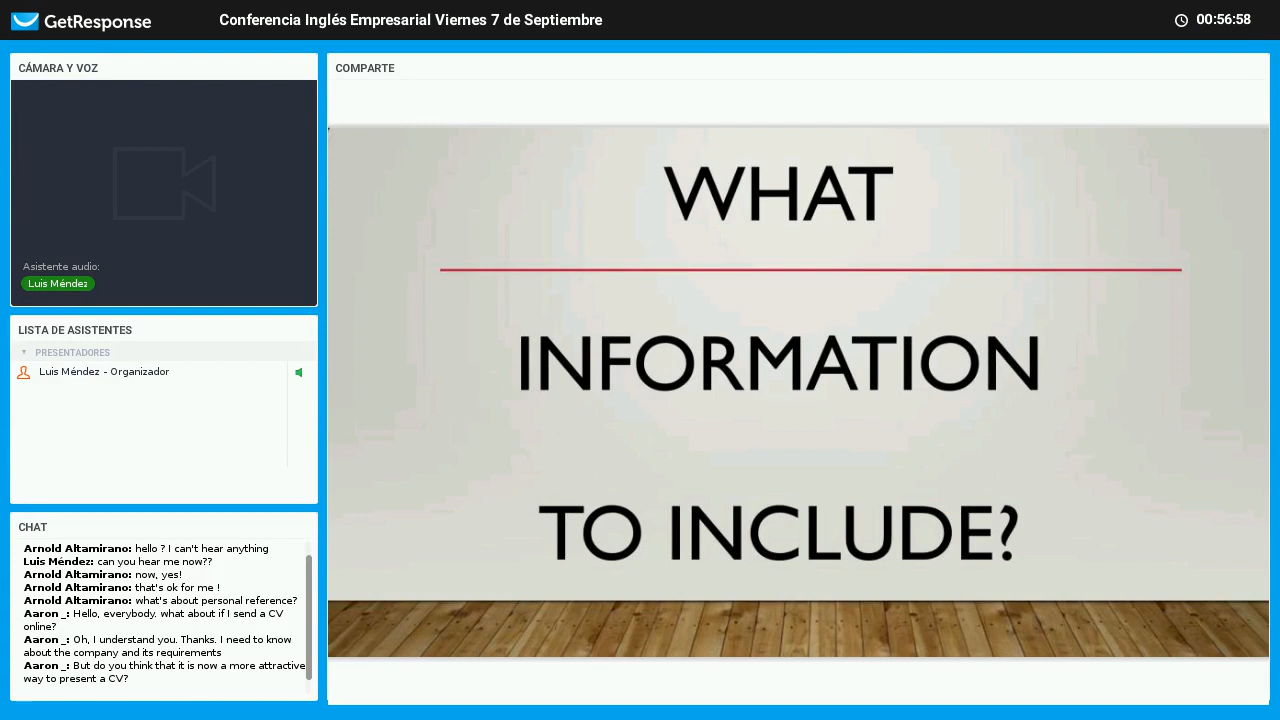 GetResponse
Conferencia Inglés Empresarial Viernes 7 de Septiembre
00:56:58
CÁMARA Y VOZ
Asistente audio:
Luis Méndez
LISTA DE ASISTENTES
PRESENTADORES
Luis Méndez - Organizador
CHAT
Arnold Altamirano: hello ? I can't hear anything
Luis Méndez: can you hear me now??
Arnold Altamirano: now, yes!
Arnold Altamirano: that's ok for me !
Arnold Altamirano: what's about personal reference?
Aaron _: Hello, everybody. what about if I send a CV
online?
Aaron _: Oh, I understand you. Thanks. I need to know
about the company and its requirements
Aaron _: But do you think that it is now a more attractive
way to present a CV?
COMPARTE
WHAT
INFORMATION
TO INCLUDE?